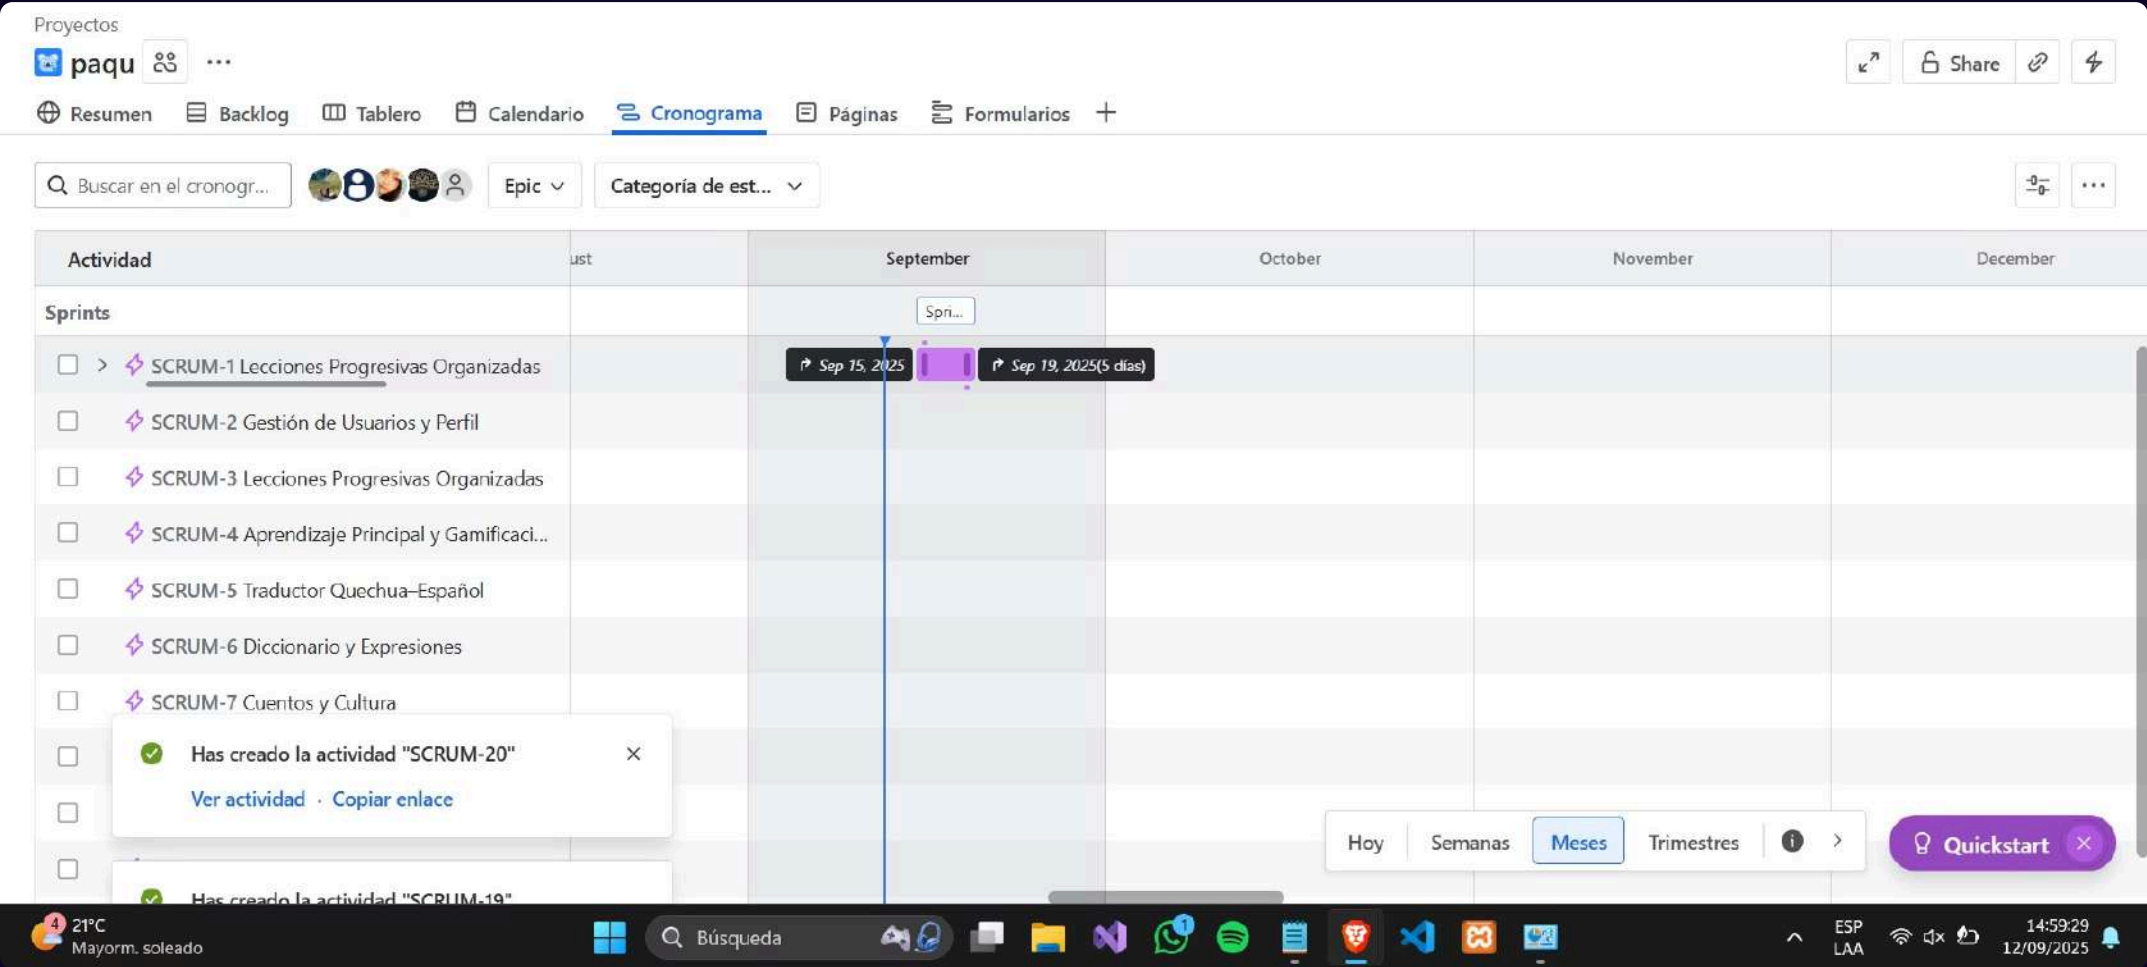 Proyectos
paqu
Share
Resumen Backlog Tablero Calendario Cronograma Páginas Formularios
Buscar en el cronogr... Epic Categoría de est...
Actividad ust September October November December
Sprints Spri...
SCRUM-1 Lecciones Progresivas Organizadas Sep 15, 2025 Sep 19, 2025(5 días)
SCRUM-2 Gestión de Usuarios y Perfil
SCRUM-3 Lecciones Progresivas Organizadas
SCRUM-4 Aprendizaje Principal y Gamificaci...
SCRUM-5 Traductor Quechua–Español
SCRUM-6 Diccionario y Expresiones
SCRUM-7 Cuentos y Cultura
Has creado la actividad "SCRUM-20"
Ver actividad · Copiar enlace
Hoy Semanas Meses Trimestres Quickstart
Has creado la actividad "SCRUM-19"
4 21°C
Mayorm. soleado
Búsqueda
1
ESP
LAA
14:59:29
12/09/2025